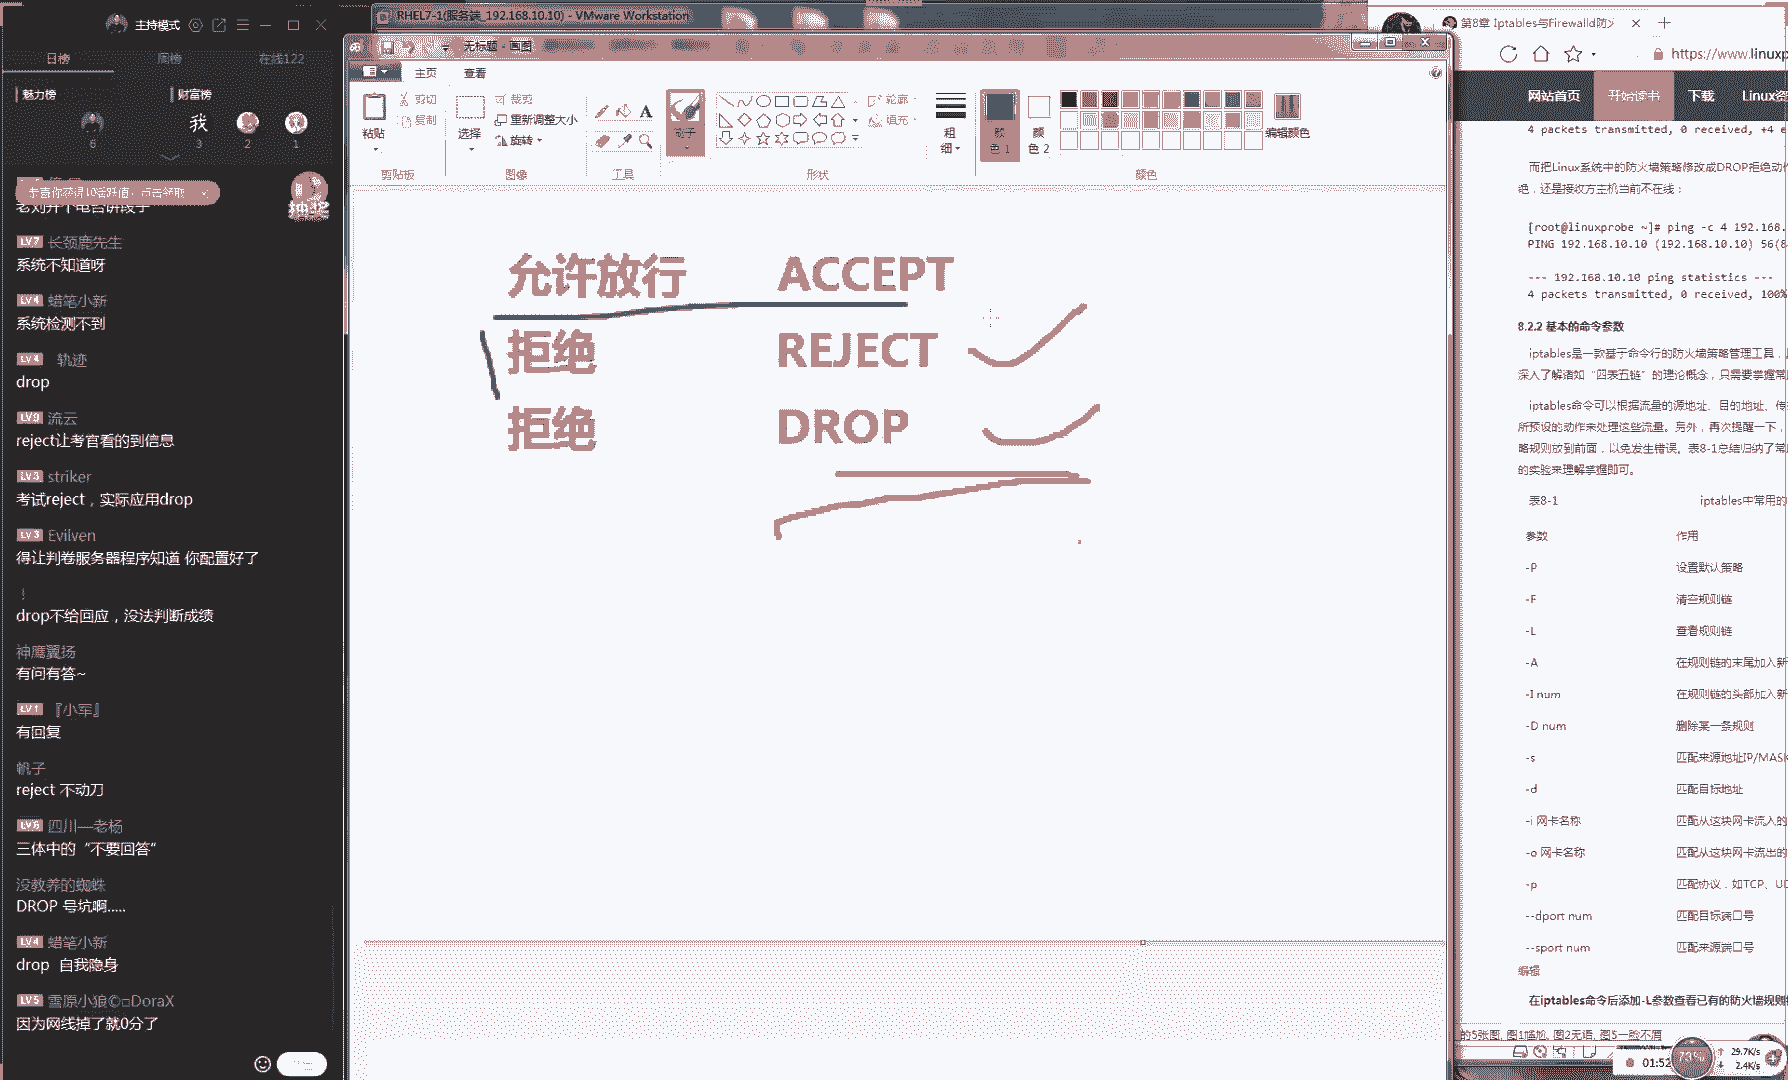 RHEL7-1(服务端_192.168.10.10) - VMware Workstation
主持模式
日榜
周榜
在线122
魅力榜
财富榜
我
6
3
2
1
LV7 长颈鹿先生
系统不知道呀
LV4 蜡笔小新
系统检测不到
LV4 轨迹
drop
LV9 流云
reject让考官看的到信息
LV3 striker
考试reject，实际应用drop
LV3 Evilven
得让判卷服务器程序知道 你配置好了
!
drop不给回应，没法判断成绩
神鹰翼扬
有问有答~
LV1 『小军』
有回复
帆子
reject 不动刀
LV6 四川—老杨
三体中的“不要回答“
没教养的蜘蛛
DROP 号坑啊.....
LV4 蜡笔小新
drop 自我隐身
LV5 雪原小狼©□DoraX
因为网线掉了就0分了
无标题 - 画图
主页
查看
粘贴
剪切
复制
剪贴板
选择
裁剪
重新调整大小
旋转
图像
A
工具
刷子
形状
轮廓
填充
粗细
颜色 1
颜色 2
编辑颜色
颜色
允许放行 ACCEPT
拒绝 REJECT
拒绝 DROP
第8章 Iptables与Firewalld防火
https://www.linuxp
网站首页
开始读书
下载
Linux资
4 packets transmitted, 0 received, +4 e
而把Linux系统中的防火墙策略修改成DROP拒绝动作
绝，还是接收方主机当前不在线：
[root@linuxprobe ~]# ping -c 4 192.168.
PING 192.168.10.10 (192.168.10.10) 56(8
--- 192.168.10.10 ping statistics ---
4 packets transmitted, 0 received, 100%
8.2.2 基本的命令参数
iptables是一款基于命令行的防火墙策略管理工具，
深入了解诸如“四表五链”的理论概念，只需要掌握常
iptables命令可以根据流量的源地址、目的地址、传
所预设的动作来处理这些流量。另外，再次提醒一下，
略规则放到前面，以免发生错误。表8-1总结归纳了常
的实验来理解掌握即可。
表8-1 iptables中常用的
参数 作用
-P 设置默认策略
-F 清空规则链
-L 查看规则链
-A 在规则链的末尾加入新
-I num 在规则链的头部加入新
-D num 删除某一条规则
-s 匹配来源地址IP/MASK
-d 匹配目标地址
-i 网卡名称 匹配从这块网卡流入的
-o 网卡名称 匹配从这块网卡流出的
-p 匹配协议，如TCP、UD
--dport num 匹配目标端口号
--sport num 匹配来源端口号
编辑
在iptables命令后添加-L参数查看已有的防火墙规则
的5张图, 图1尴尬, 图2无语, 图5一脸不屑
01:52
73%
29.7K/s
2.4K/s